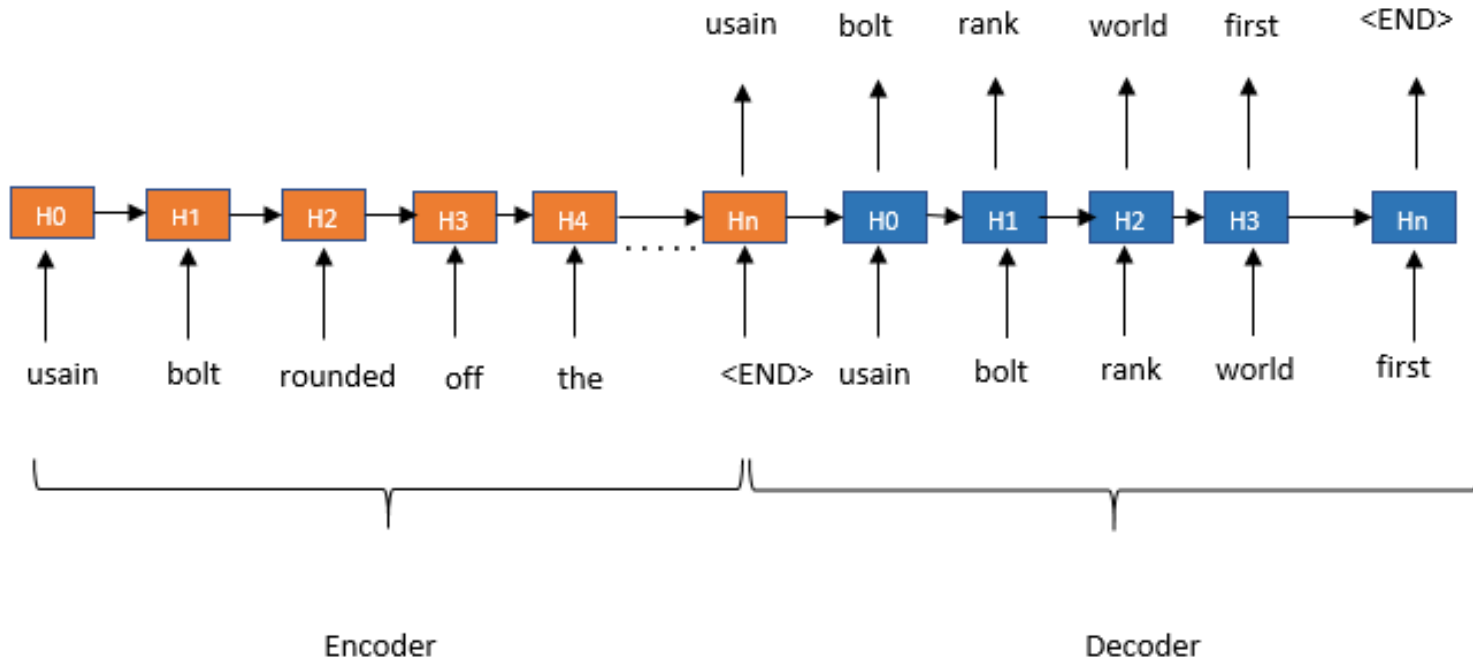 usain bolt rank world first <END>
H0 H1 H2 H3 H4 Hn H0 H1 H2 H3 Hn
usain bolt rounded off the <END> usain bolt rank world first
Encoder Decoder